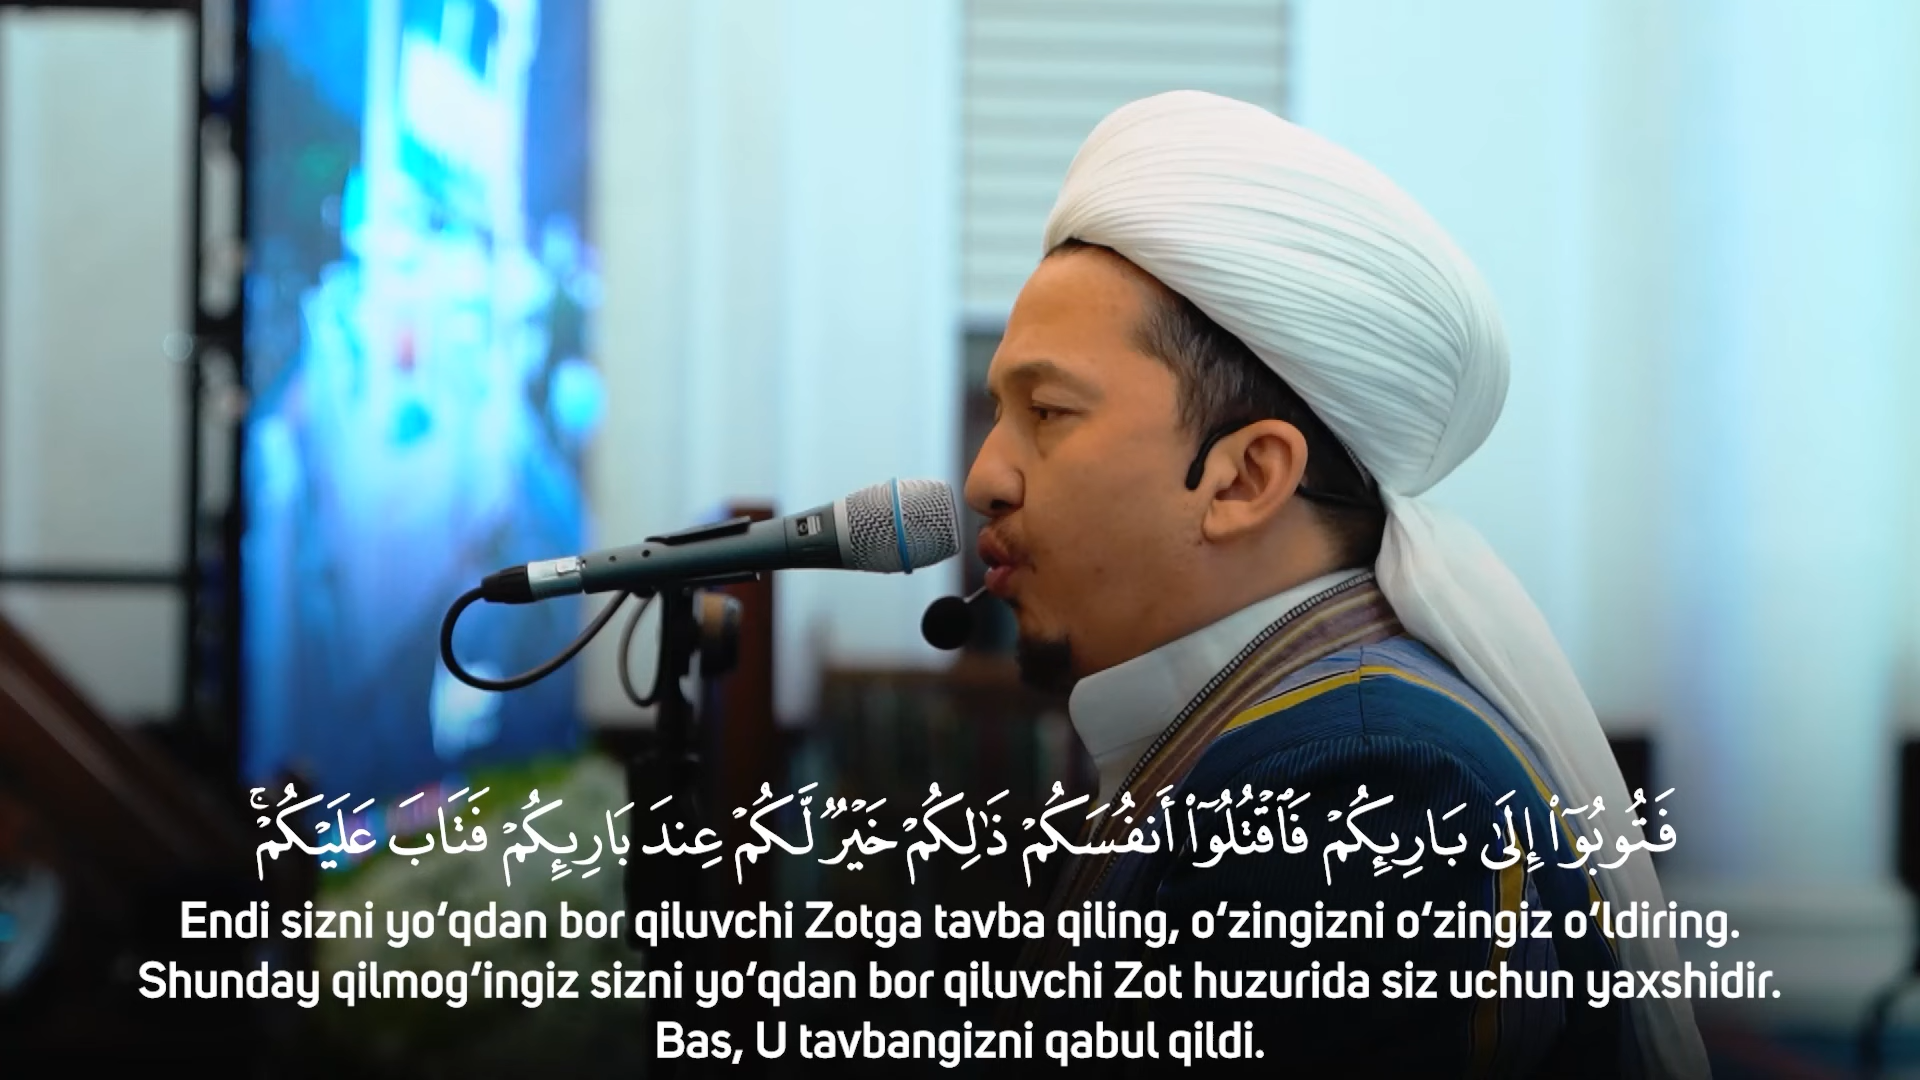 فَتُوبُوٓا۟ إِلَىٰ بَارِئِكُمْ فَٱقْتُلُوٓا۟ أَنفُسَكُمْ ذَٰلِكُمْ خَيْرٌ لَّكُمْ عِندَ بَارِئِكُمْ فَتَابَ عَلَيْكُمْ ۚ
Endi sizni yo‘qdan bor qiluvchi Zotga tavba qiling, o‘zingizni o‘zingiz o‘ldiring.
Shunday qilmog‘ingiz sizni yo‘qdan bor qiluvchi Zot huzurida siz uchun yaxshidir.
Bas, U tavbangizni qabul qildi.